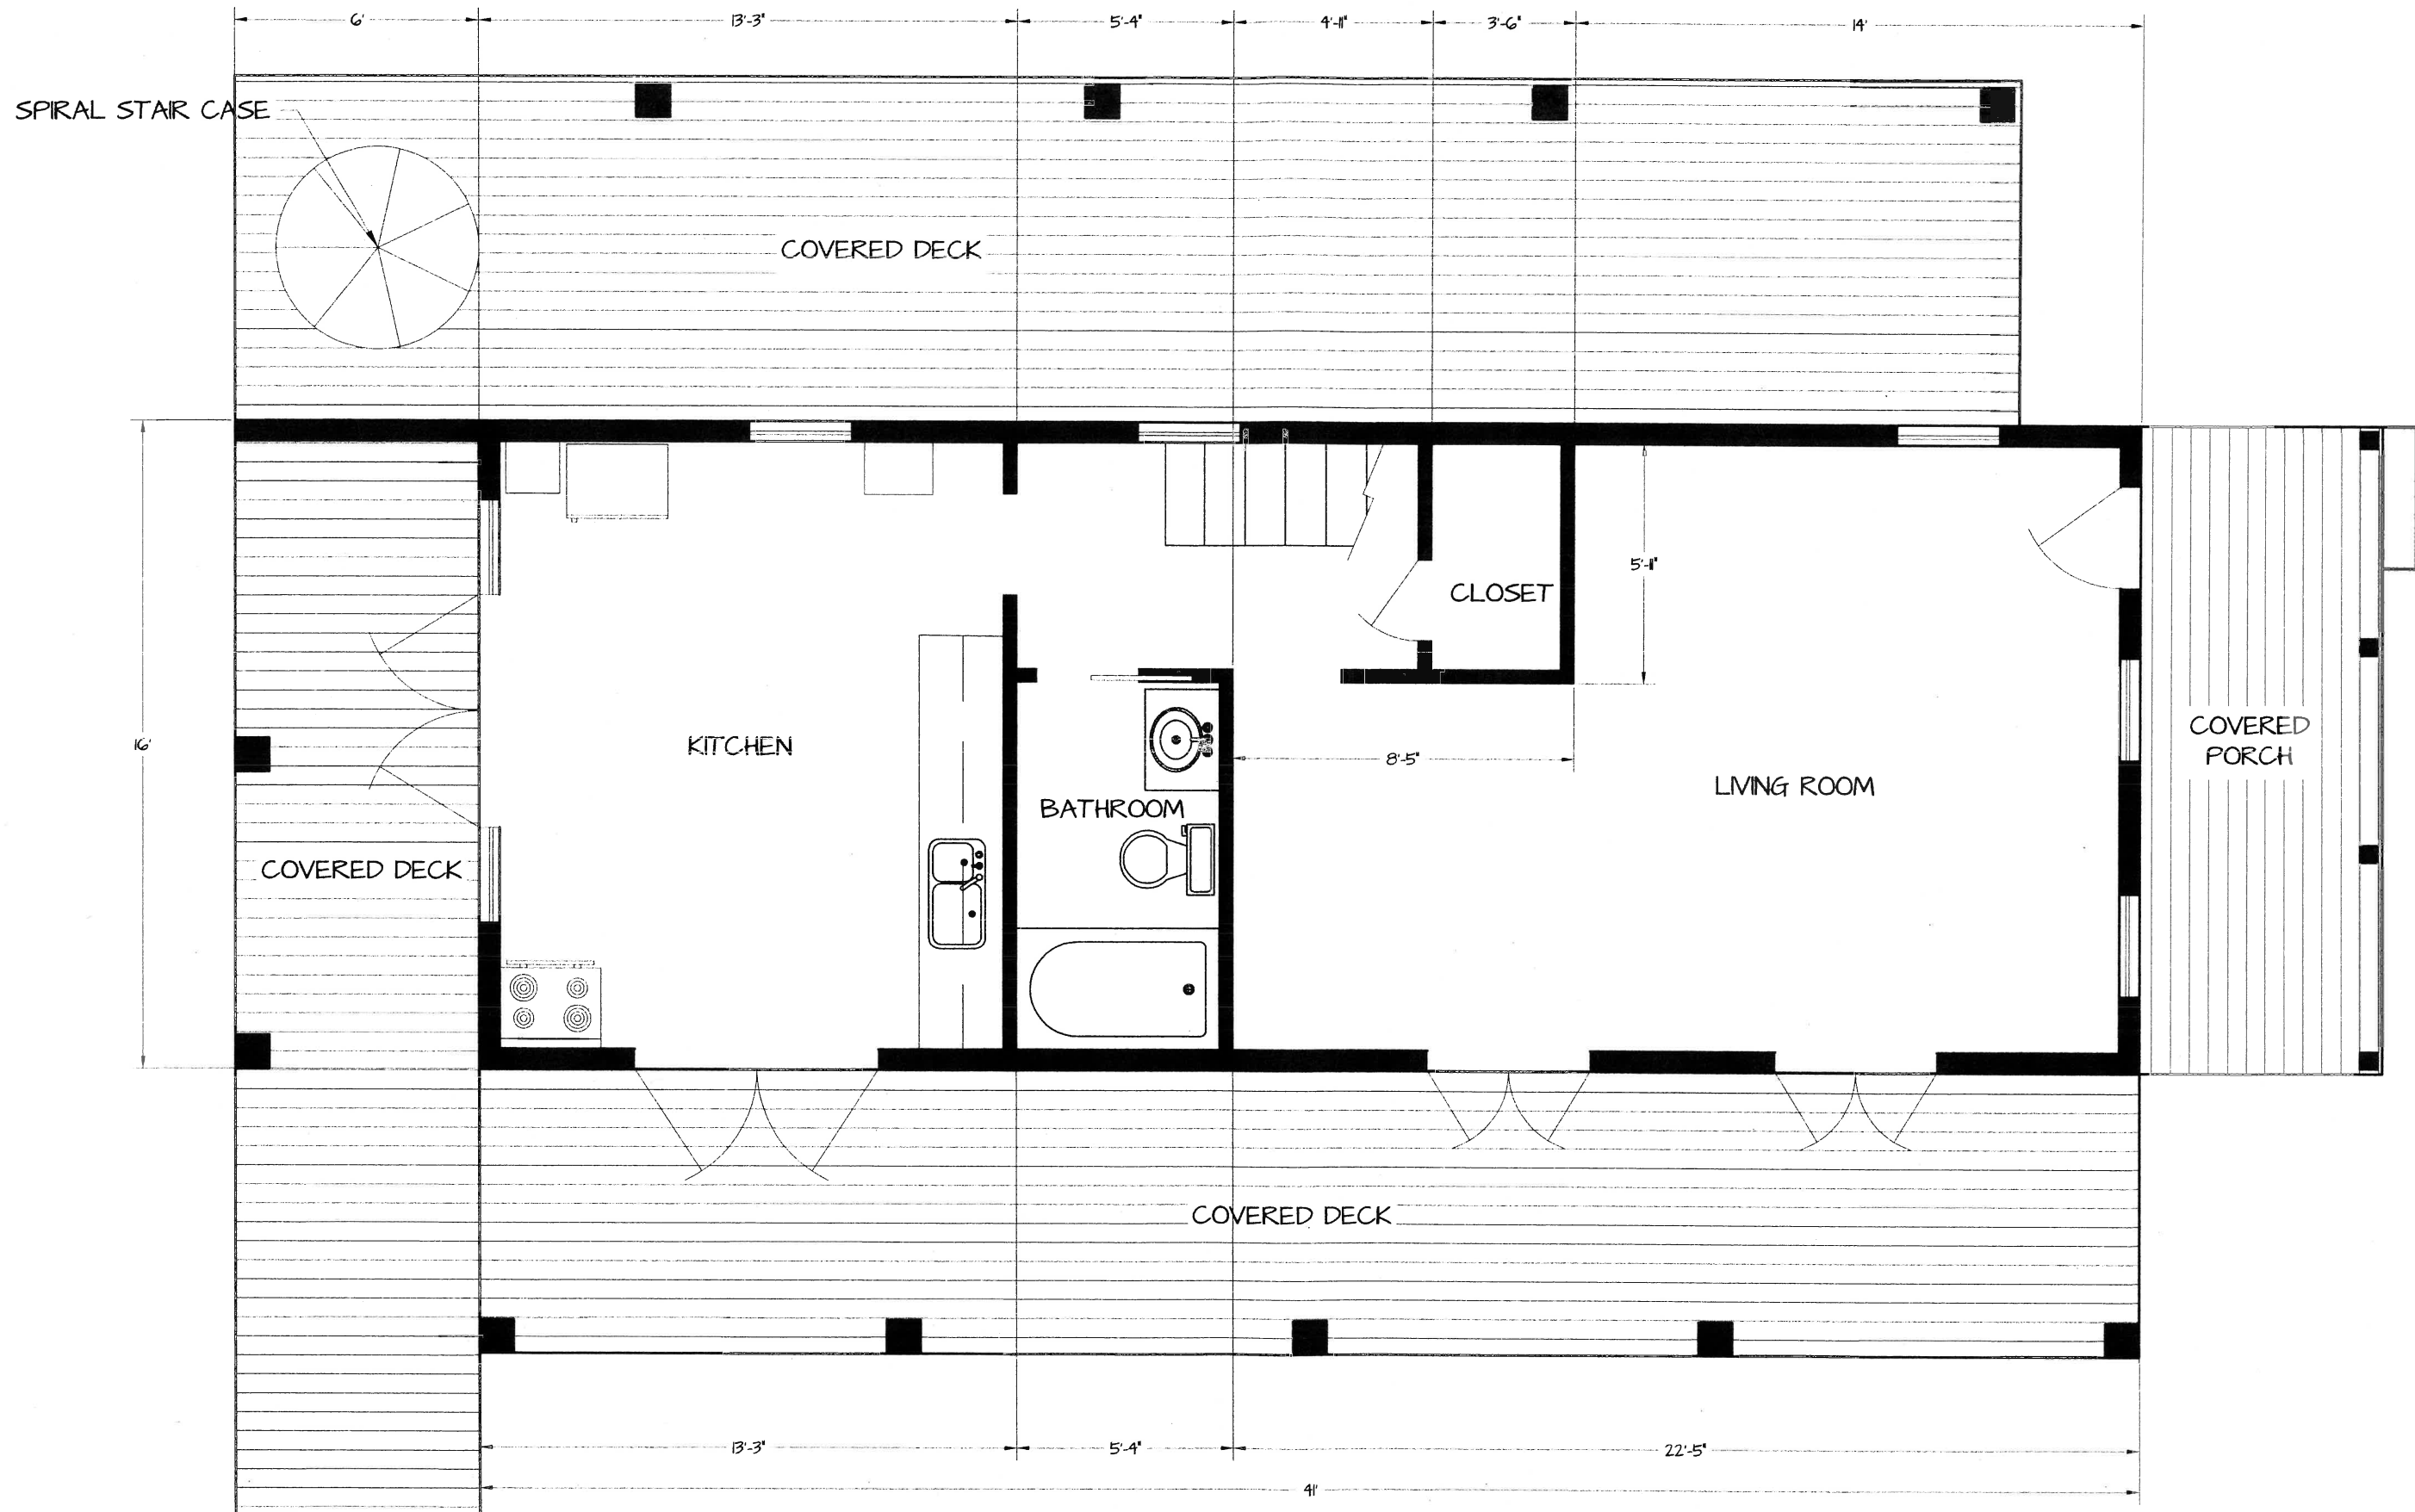 6' 13'-3" 5'-4" 4'-11" 3'-6" 14'
SPIRAL STAIR CASE
COVERED DECK
5'-11"
CLOSET
16'
KITCHEN
8'-5"
LIVING ROOM
COVERED
PORCH
BATHROOM
COVERED DECK
COVERED DECK
13'-3" 5'-4" 22'-5"
41'